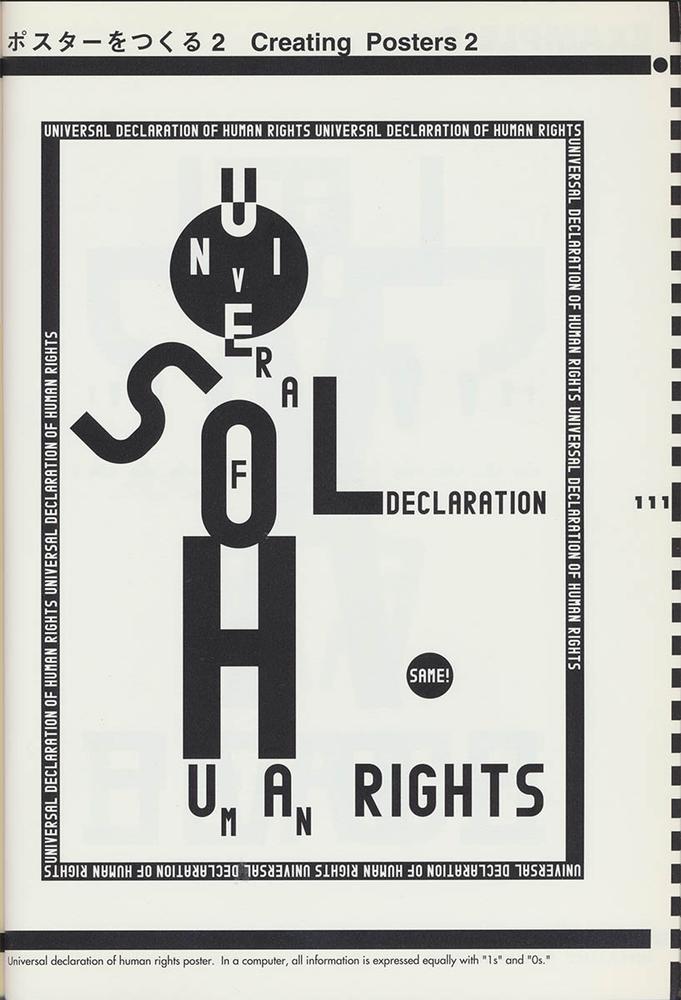 ポスターをつくる 2 Creating Posters 2
UNIVERSAL DECLARATION OF HUMAN RIGHTS UNIVERSAL DECLARATION OF HUMAN RIGHTS
UNIVERSAL DECLARATION OF HUMAN RIGHTS UNIVERSAL DECLARATION OF HUMAN RIGHTS
UNIVERSAL DECLARATION OF HUMAN RIGHTS UNIVERSAL DECLARATION OF HUMAN RIGHTS
UNIVERSAL DECLARATION OF HUMAN RIGHTS UNIVERSAL DECLARATION OF HUMAN RIGHTS
UNIVERSAL
DECLARATION
OF
HUMAN RIGHTS
SAME!
111
Universal declaration of human rights poster. In a computer, all information is expressed equally with "1s" and "0s."